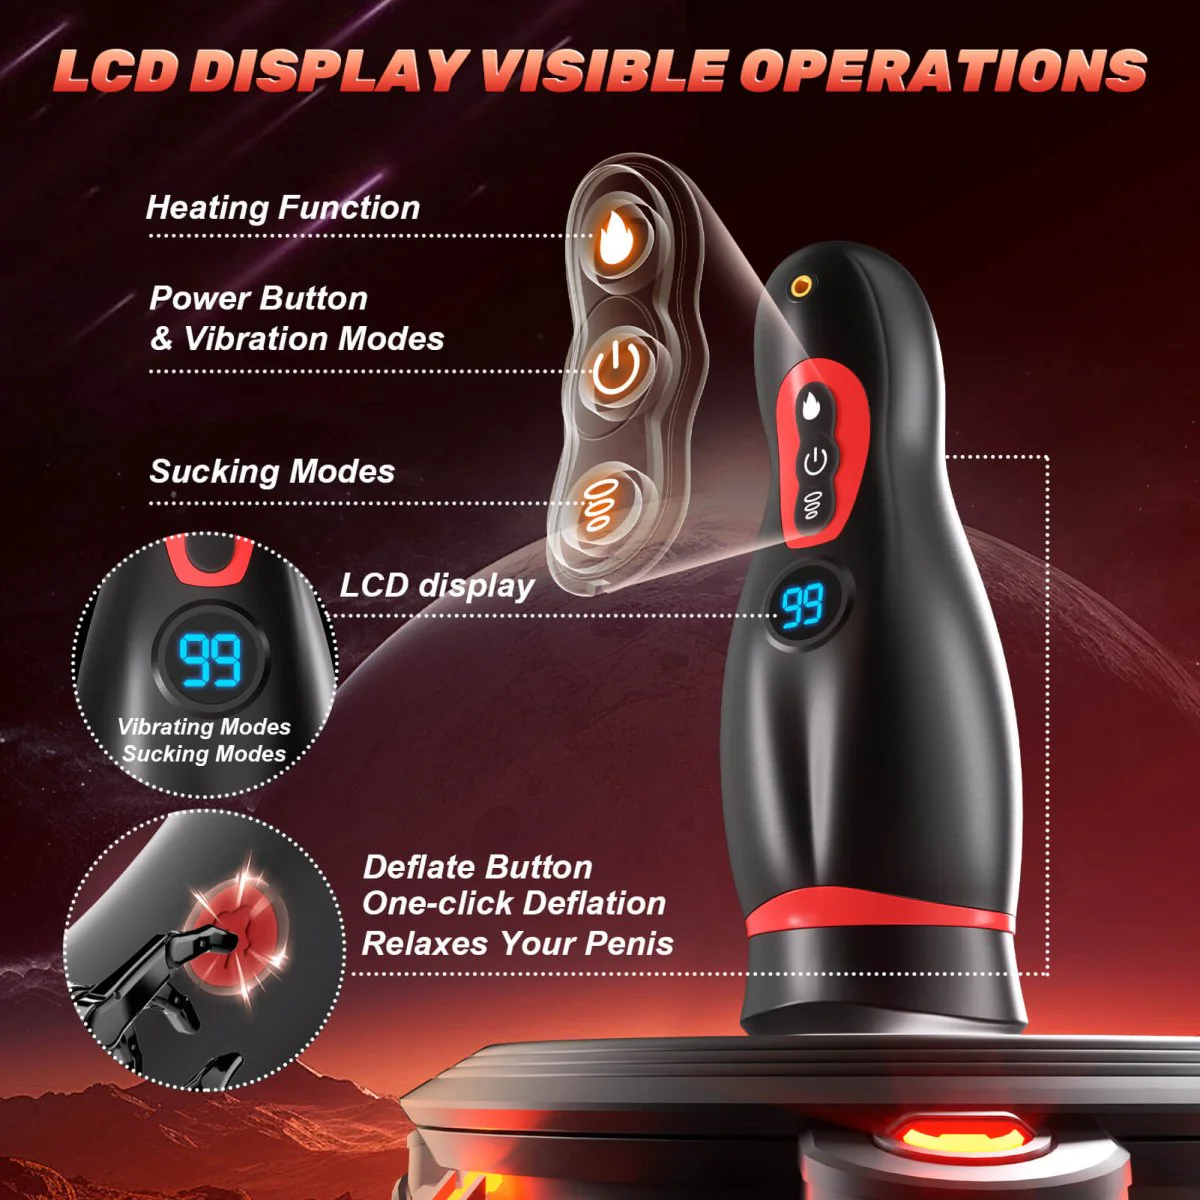 LCD DISPLAY VISIBLE OPERATIONS
Heating Function
Power Button
& Vibration Modes
Sucking Modes
LCD display
99
99
Vibrating Modes
Sucking Modes
Deflate Button
One-click Deflation
Relaxes Your Penis